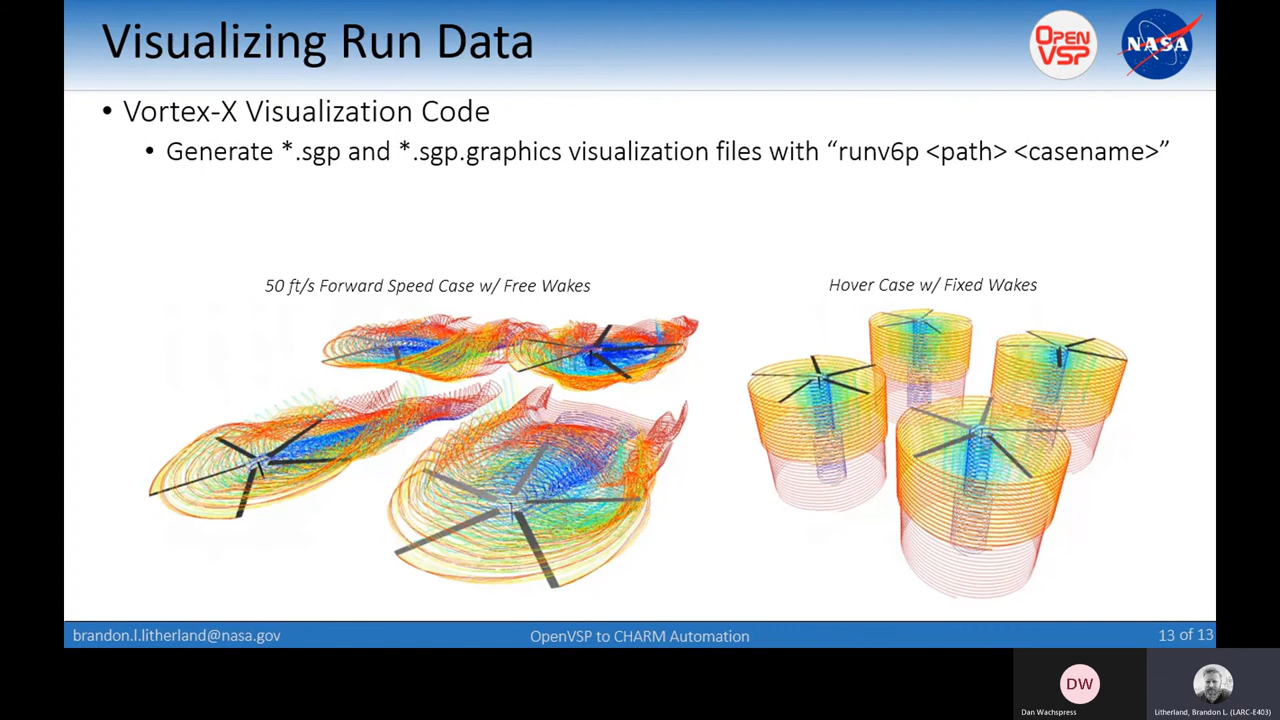 Visualizing Run Data
OPEN
VSP
NASA
• Vortex-X Visualization Code
• Generate *.sgp and *.sgp.graphics visualization files with “runv6p <path> <casename>”
50 ft/s Forward Speed Case w/ Free Wakes
Hover Case w/ Fixed Wakes
brandon.l.litherland@nasa.gov
OpenVSP to CHARM Automation
13 of 13
DW
Dan Wachspress
Litherland, Brandon L. (LARC-E403)